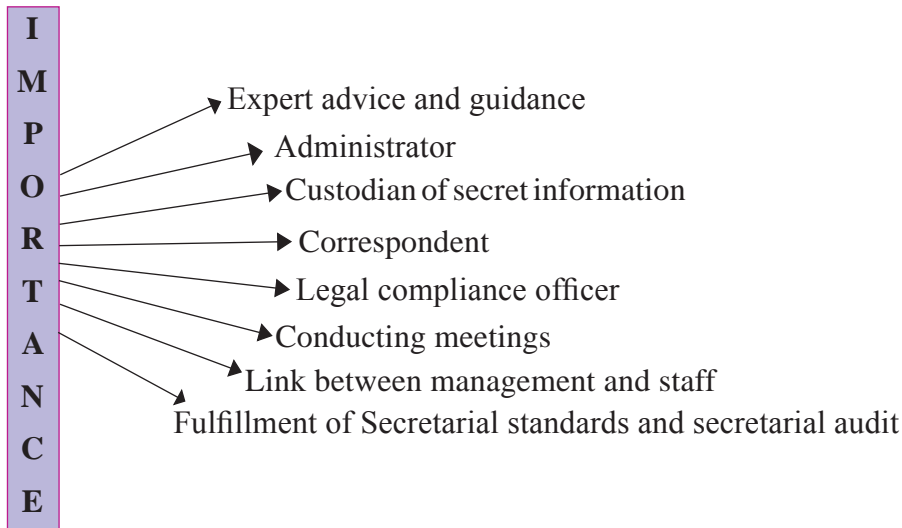 IMPORTANCE
Expert advice and guidance
Administrator
Custodian of secret information
Correspondent
Legal compliance officer
Conducting meetings
Link between management and staff
Fulfillment of Secretarial standards and secretarial audit